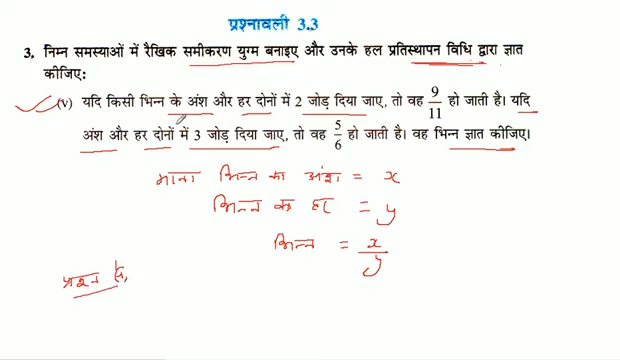 प्रश्नावली 3.3
3. निम्न समस्याओं में रैखिक समीकरण युग्म बनाइए और उनके हल प्रतिस्थापन विधि द्वारा ज्ञात
कीजिए:
(v) यदि किसी भिन्न के अंश और हर दोनों में 2 जोड़ दिया जाए, तो वह 9/11 हो जाती है। यदि
अंश और हर दोनों में 3 जोड़ दिया जाए, तो वह 5/6 हो जाती है। वह भिन्न ज्ञात कीजिए।
माना भिन्न का अंश = x
भिन्न का हर = y
भिन्न = x/y
प्रश्न से,